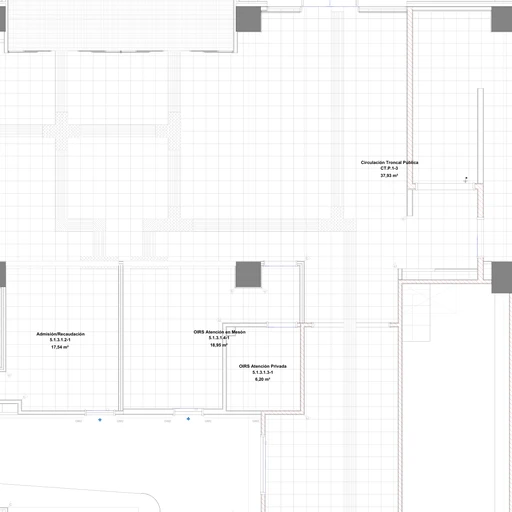 Circulación Troncal Pública
CT.P.1-3
37,93 m²
Admisión/Recaudación
5.1.3.1.2-1
17,54 m²
OIRS Atención en Mesón
5.1.3.1.4-1
18,95 m²
OIRS Atención Privada
5.1.3.1.3-1
6,20 m²